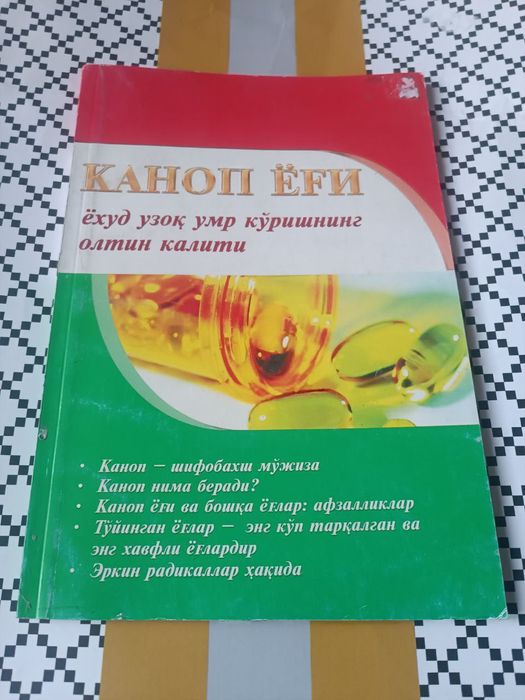 КАНОП ЁҒИ
ёхуд узоқ умр кўришнинг
олтин калити
• Каноп – шифобахш мўжиза
• Каноп нима беради?
• Каноп ёғи ва бошқа ёғлар: афзалликлар
• Тўйинган ёғлар – энг кўп тарқалган ва
энг хавфли ёғлардир
• Эркин радикаллар ҳақида